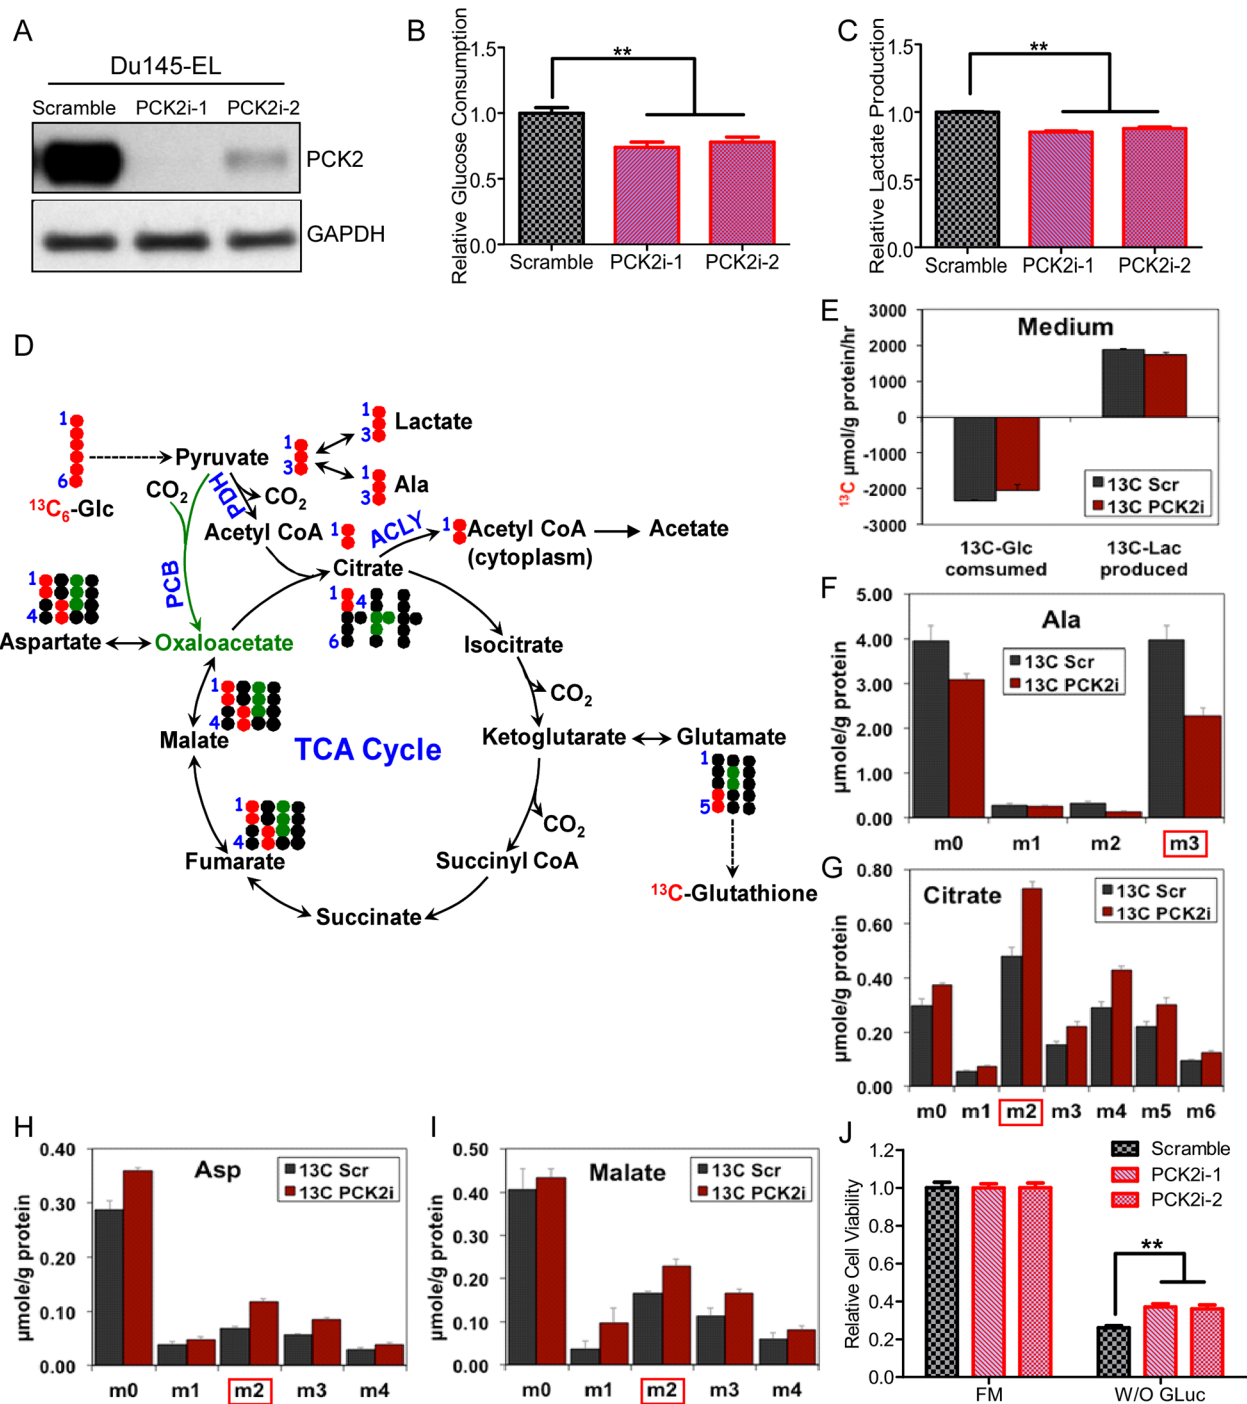 A
Du145-EL
Scramble PCK2i-1 PCK2i-2
PCK2
GAPDH
B
Relative Glucose Consumption
1.5
1.0
0.5
0.0
**
Scramble PCK2i-1 PCK2i-2
C
Relative Lactate Production
1.5
1.0
0.5
0.0
**
Scramble PCK2i-1 PCK2i-2
D
1
6
13C6-Glc
Pyruvate
1
3
1
3
Lactate
1
3
Ala
CO2
PDH
CO2
Acetyl CoA
1
ACLY
1
Acetyl CoA
(cytoplasm)
Acetate
PCB
Citrate
1
4
6
1
4
Aspartate
Oxaloacetate
Isocitrate
CO2
1
4
Malate
TCA Cycle
Ketoglutarate
Glutamate
1
5
CO2
1
4
Fumarate
Succinyl CoA
13C-Glutathione
Succinate
E
Medium
13C μmol/g protein/hr
3000
2000
1000
0
-1000
-2000
-3000
13C Scr
13C PCK2i
13C-Glc
comsumed
13C-Lac
produced
F
Ala
μmole/g protein
5.00
4.00
3.00
2.00
1.00
0.00
13C Scr
13C PCK2i
m0 m1 m2 m3
G
Citrate
μmole/g protein
0.80
0.60
0.40
0.20
0.00
13C Scr
13C PCK2i
m0 m1 m2 m3 m4 m5 m6
H
Asp
μmole/g protein
0.40
0.30
0.20
0.10
0.00
13C Scr
13C PCK2i
m0 m1 m2 m3 m4
I
Malate
μmole/g protein
0.50
0.40
0.30
0.20
0.10
0.00
13C Scr
13C PCK2i
m0 m1 m2 m3 m4
J
Relative Cell Viability
1.2
1.0
0.8
0.6
0.4
0.2
0.0
Scramble
PCK2i-1
PCK2i-2
**
FM W/O GLuc